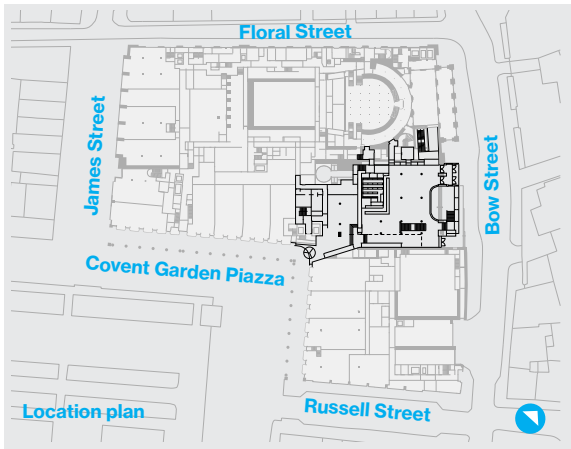 Floral Street
James Street
Bow Street
Covent Garden Piazza
Russell Street
Location plan